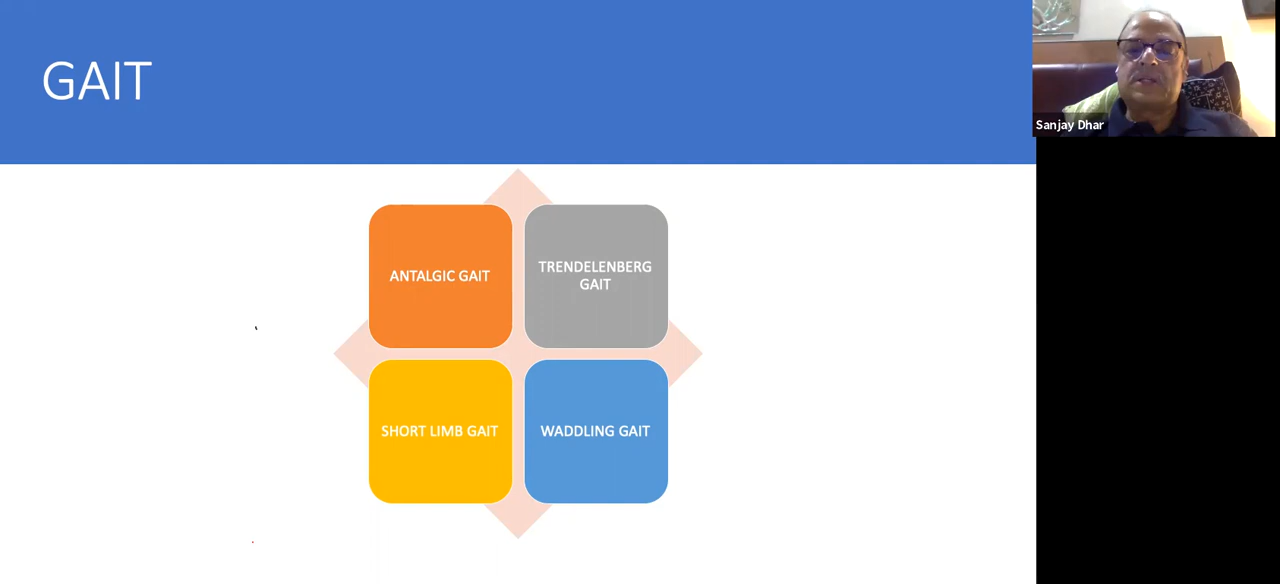 GAIT
Sanjay Dhar
ANTALGIC GAIT
TRENDELENBERG
GAIT
SHORT LIMB GAIT
WADDLING GAIT